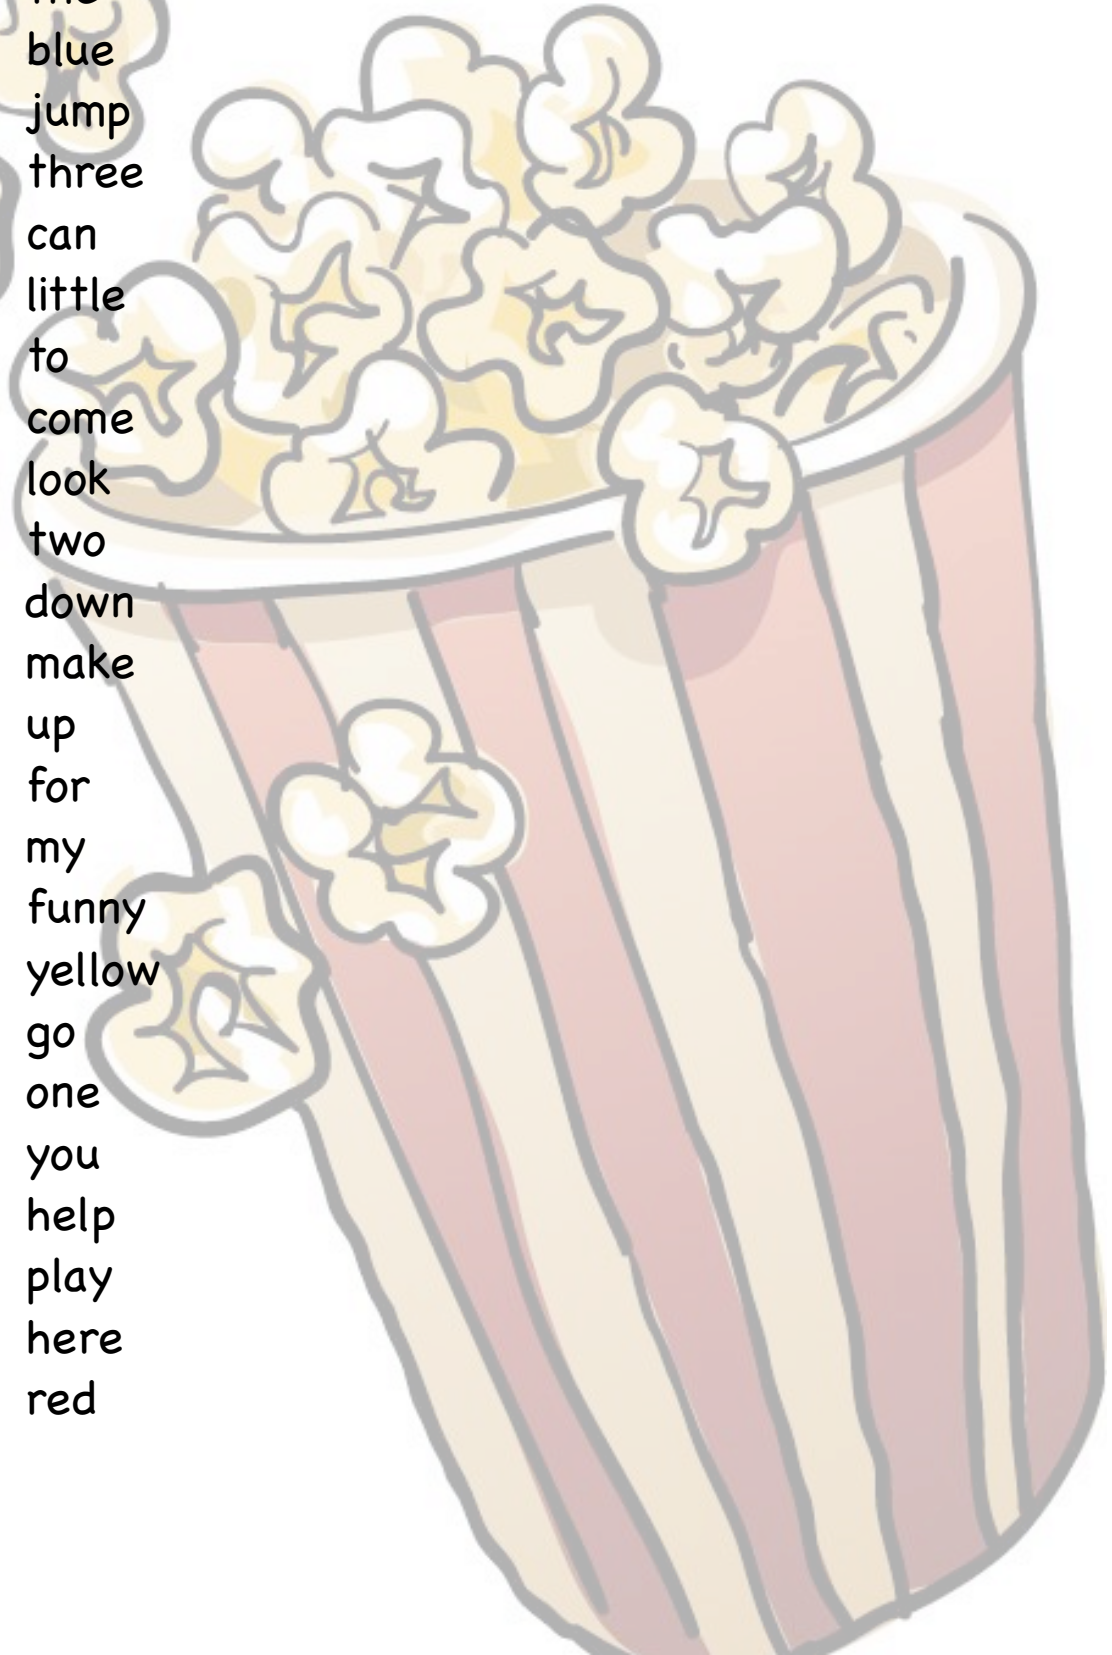 blue
jump
three
can
little
to
come
look
two
down
make
up
for
my
funny
yellow
go
one
you
help
play
here
red